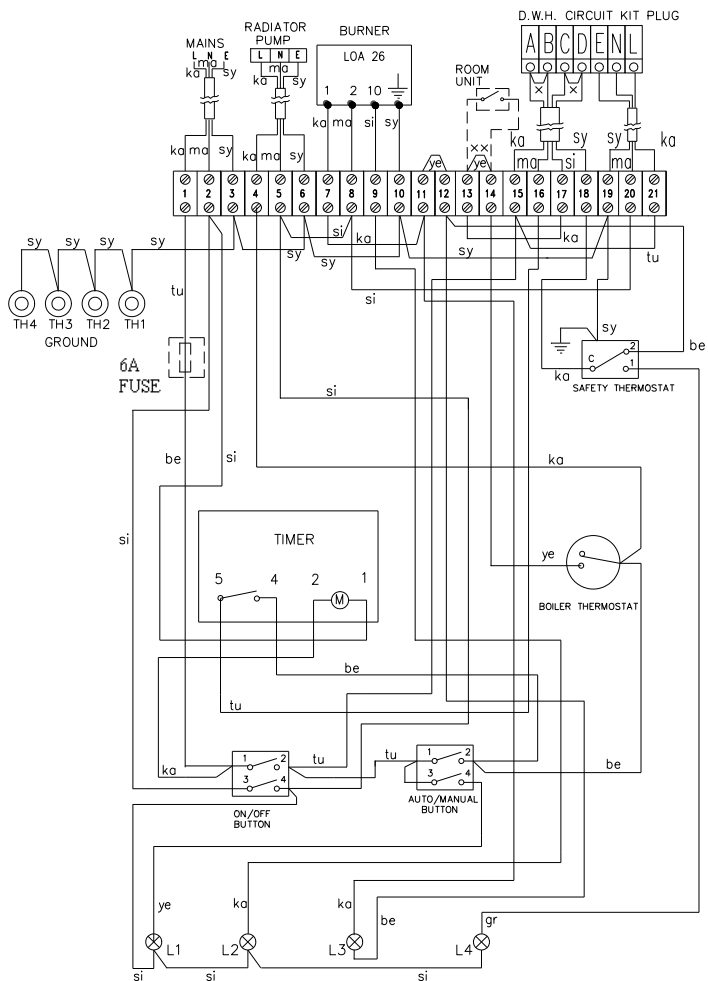 D.W.H. CIRCUIT KIT PLUG
MAINS
L N E
RADIATOR
PUMP
L N E
BURNER
LOA 26
1 2 10
ROOM
UNIT
A B C D E N L
× ×
ma
ka sy
ma
ka sy
ka ma si sy
ka ma sy
ka ma sy
ye
××
ye
ka sy sy ka
ma si ma
1 2 3 4 5 6 7 8 9 10 11 12 13 14 15 16 17 18 19 20 21
sy sy sy sy
TH4 TH3 TH2 TH1
GROUND
tu
sy
si
ka
sy
ka
tu
si
6A
FUSE
sy
C 2 1
be
ka
SAFETY THERMOSTAT
si
be
si
ka
si
TIMER
5 4 2 1
M
ye
BOILER THERMOSTAT
be
tu
ka
1 2
3 4
tu
ON/OFF
BUTTON
tu
1 2
3 4
AUTO/MANUAL
BUTTON
be
ye
ka
ka
be
gr
L1 L2 L3 L4
si si si